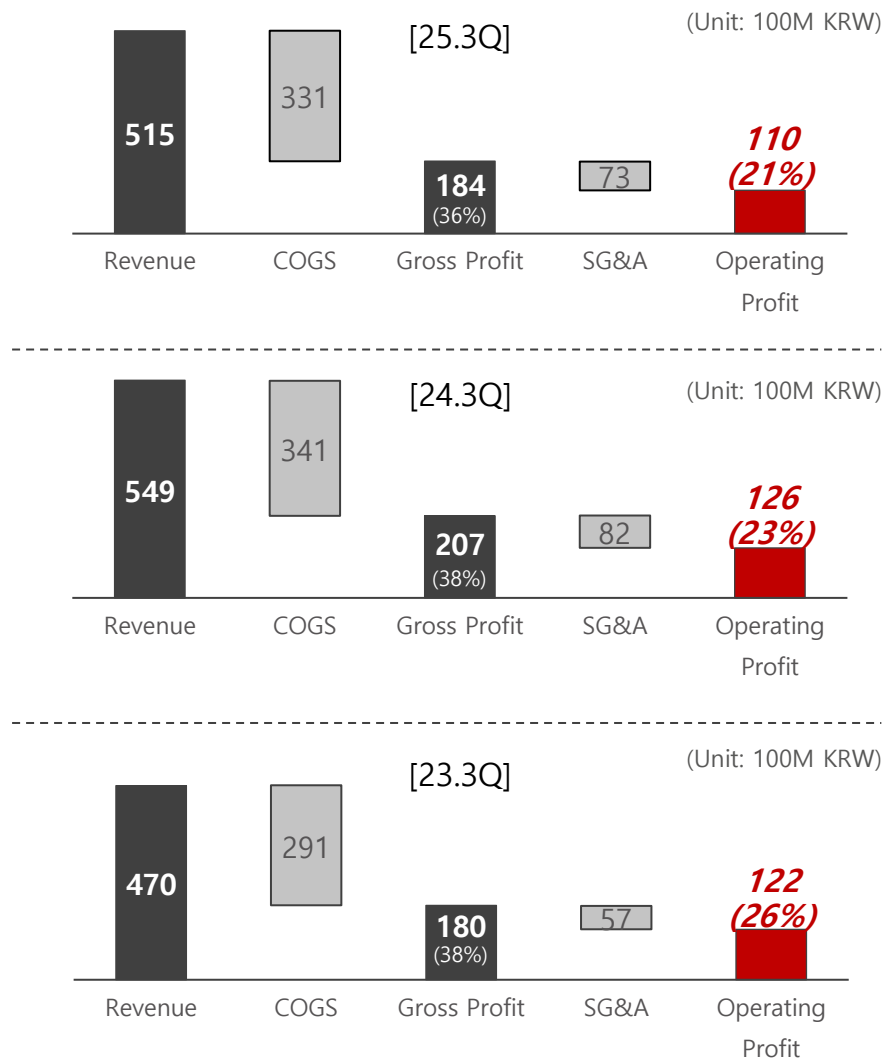 [25.3Q]
(Unit: 100M KRW)
515
331
184
(36%)
73
110
(21%)
Revenue
COGS
Gross Profit
SG&A
Operating
Profit
[24.3Q]
(Unit: 100M KRW)
549
341
207
(38%)
82
126
(23%)
Revenue
COGS
Gross Profit
SG&A
Operating
Profit
[23.3Q]
(Unit: 100M KRW)
470
291
180
(38%)
57
122
(26%)
Revenue
COGS
Gross Profit
SG&A
Operating
Profit